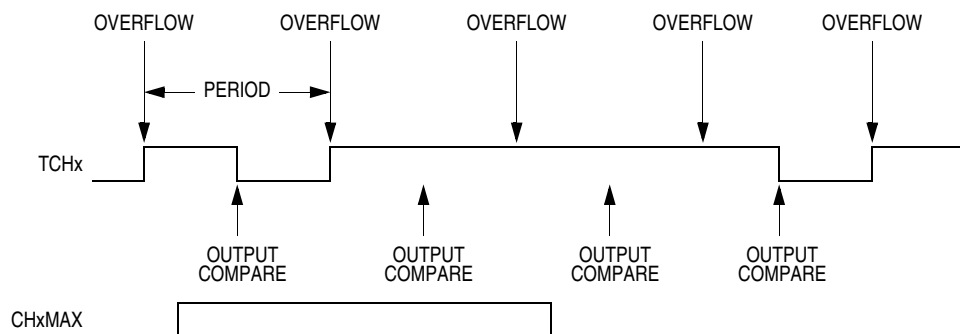 OVERFLOW OVERFLOW OVERFLOW OVERFLOW OVERFLOW
PERIOD
TCHx
OUTPUT COMPARE
OUTPUT COMPARE
OUTPUT COMPARE
OUTPUT COMPARE
CHxMAX